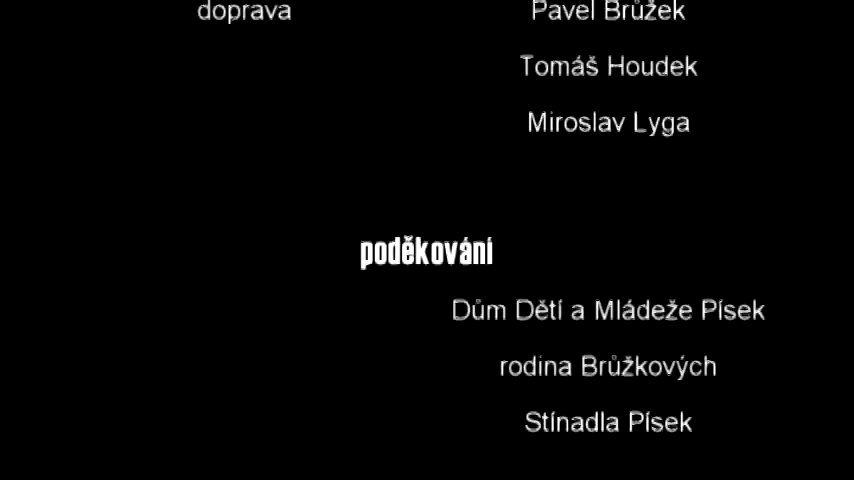 doprava Pavel Brůžek
Tomáš Houdek
Miroslav Lyga
poděkování
Dům Dětí a Mládeže Písek
rodina Brůžkových
Stínadla Písek